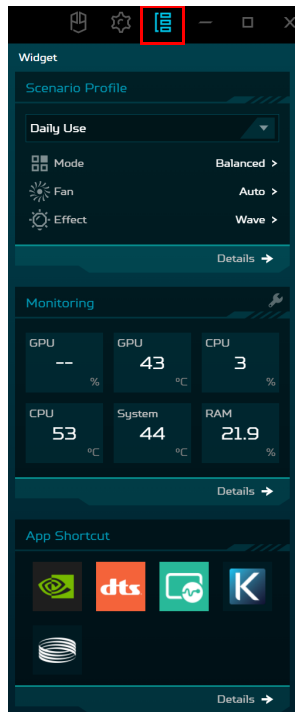 Widget
Scenario Profile
Daily Use
Mode Balanced >
Fan Auto >
Effect Wave >
Details →
Monitoring
GPU GPU CPU
-- 43 3
% °C %
CPU System RAM
53 44 21.9
°C °C %
Details →
App Shortcut
dts K
Details →